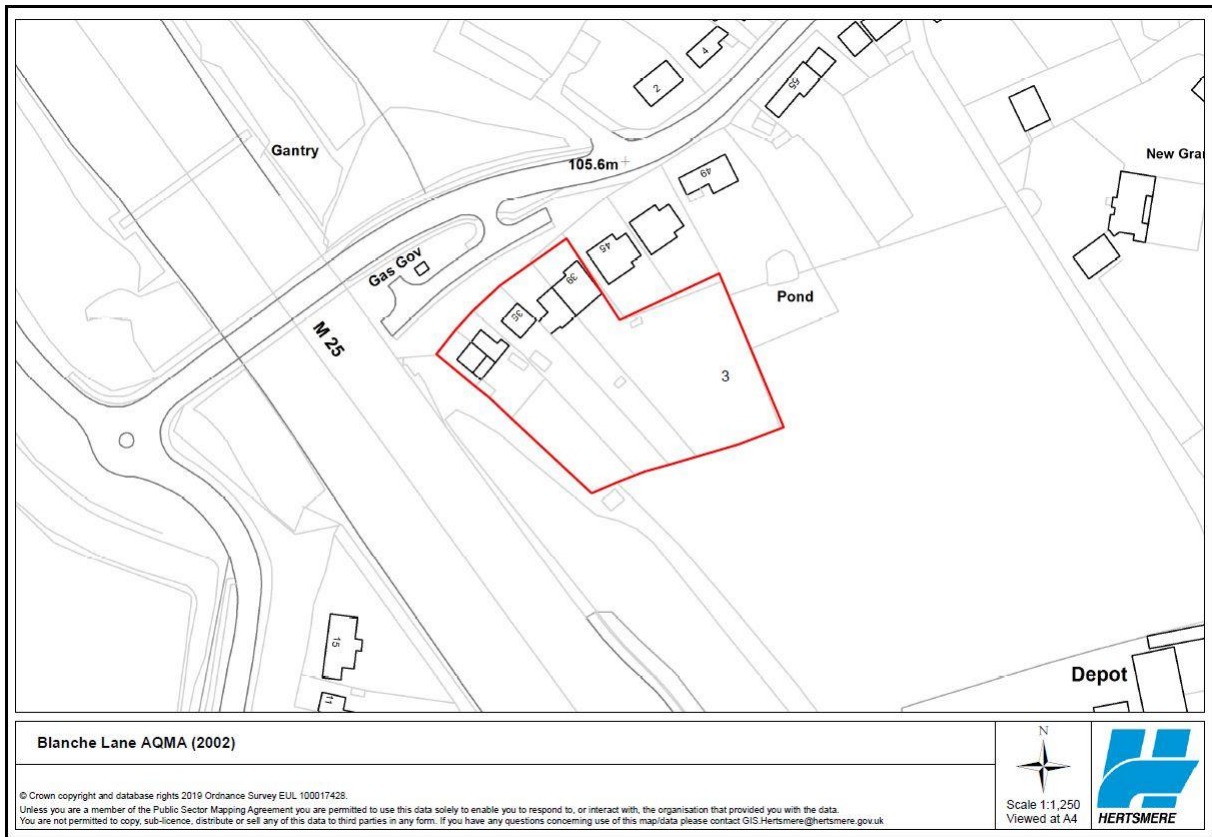 4
2
55
Gantry
New Gra
105.6m
49
Gas Gov
45
39
Pond
35
M 25
3
15
11
Depot
Blanche Lane AQMA (2002)
© Crown copyright and database rights 2019 Ordnance Survey EUL 100017428.
Unless you are a member of the Public Sector Mapping Agreement you are permitted to use this data solely to enable you to respond to, or interact with, the organisation that provided you with the data.
You are not permitted to copy, sub-licence, distribute or sell any of this data to third parties in any form. If you have any questions concerning use of this map/data please contact GIS.Hertsmere@hertsmere.gov.uk
N
Scale 1:1,250
Viewed at A4
HERTSMERE